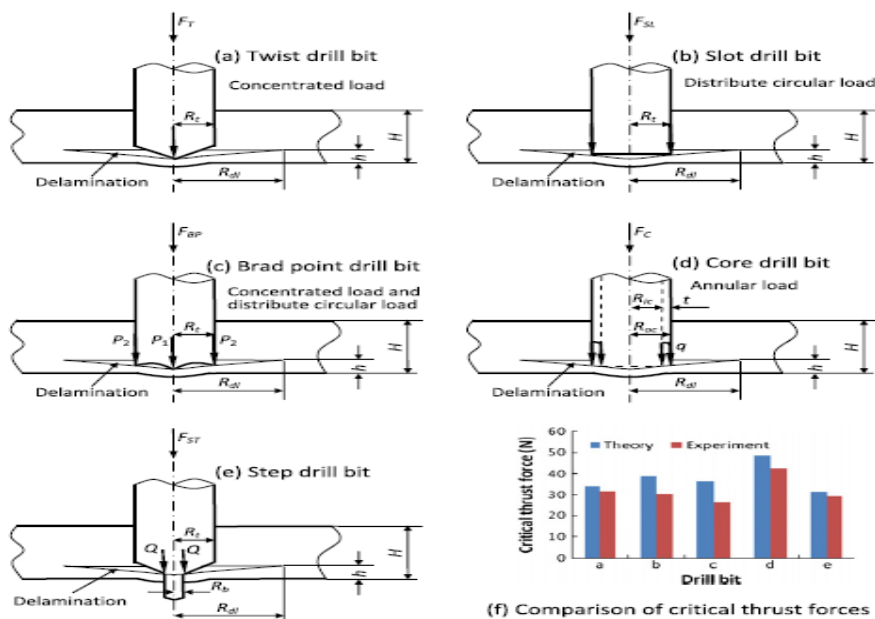 F_T
(a) Twist drill bit
Concentrated load
R_t
H
h
Delamination
R_dl
F_SL
(b) Slot drill bit
Distribute circular load
R_t
H
h
Delamination
R_dl
F_BP
(c) Brad point drill bit
Concentrated load and
distribute circular load
P_2 P_1 R_t P_2
H
h
Delamination
R_dl
F_C
(d) Core drill bit
Annular load
R_ic t
R_oc
q
H
h
Delamination
R_dl
F_ST
(e) Step drill bit
R_t
Q Q
H
h
R_b
Delamination
R_dl
Critical thrust force (N)
60
50
40
30
20
10
0
Theory Experiment
a b c d e
Drill bit
(f) Comparison of critical thrust forces